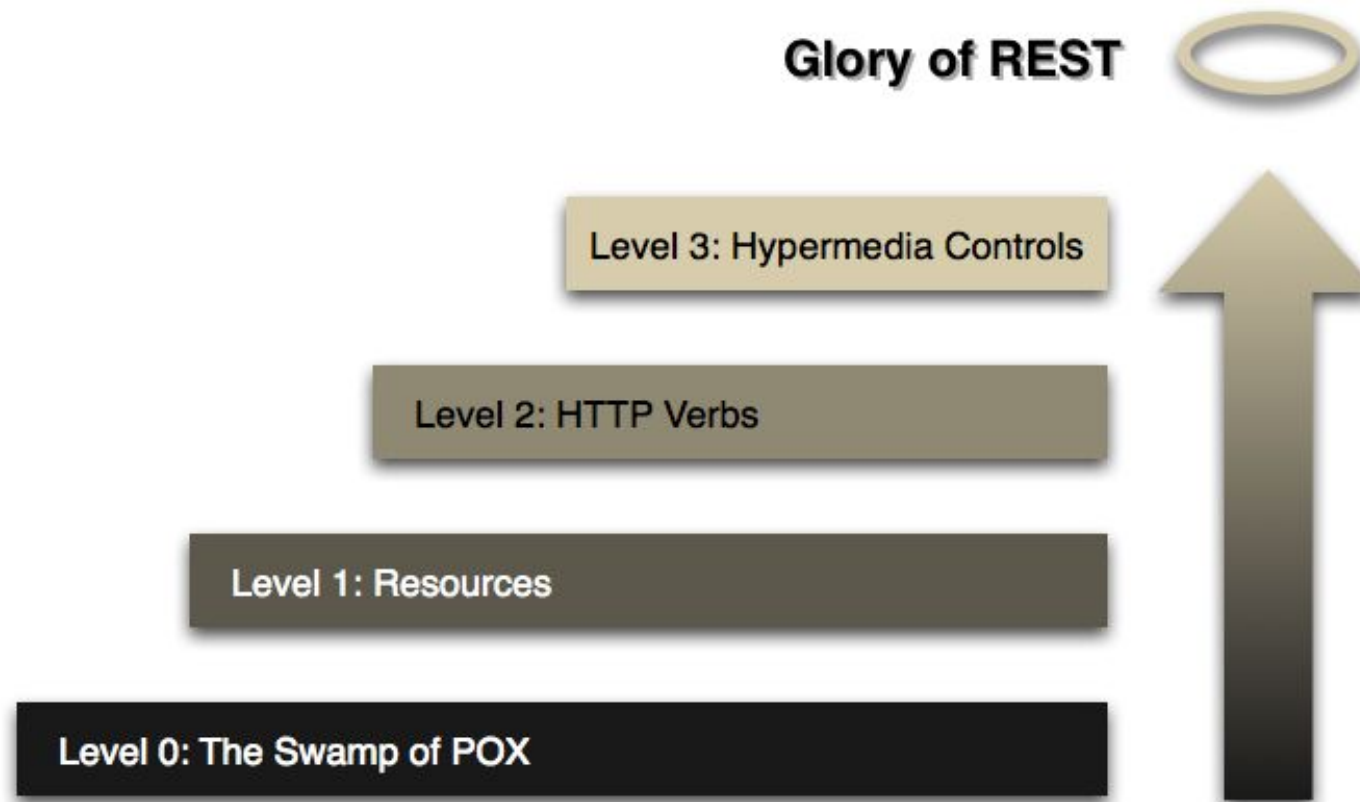 Glory of REST
Level 3: Hypermedia Controls
Level 2: HTTP Verbs
Level 1: Resources
Level 0: The Swamp of POX